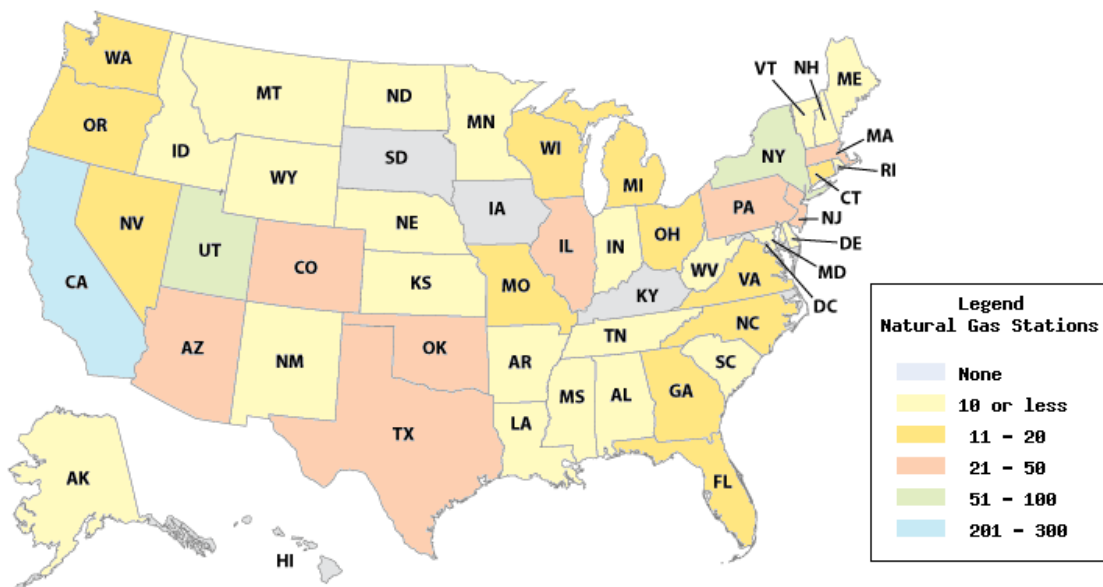 WA
OR
CA
NV
ID
MT
WY
UT
AZ
CO
NM
ND
SD
NE
KS
OK
TX
MN
IA
MO
AR
LA
WI
IL
MI
IN
OH
KY
TN
MS
AL
GA
FL
SC
NC
VA
WV
PA
NY
VT
NH
ME
MA
RI
CT
NJ
DE
MD
DC
AK
HI
Legend
Natural Gas Stations
None
10 or less
11 - 20
21 - 50
51 - 100
201 - 300